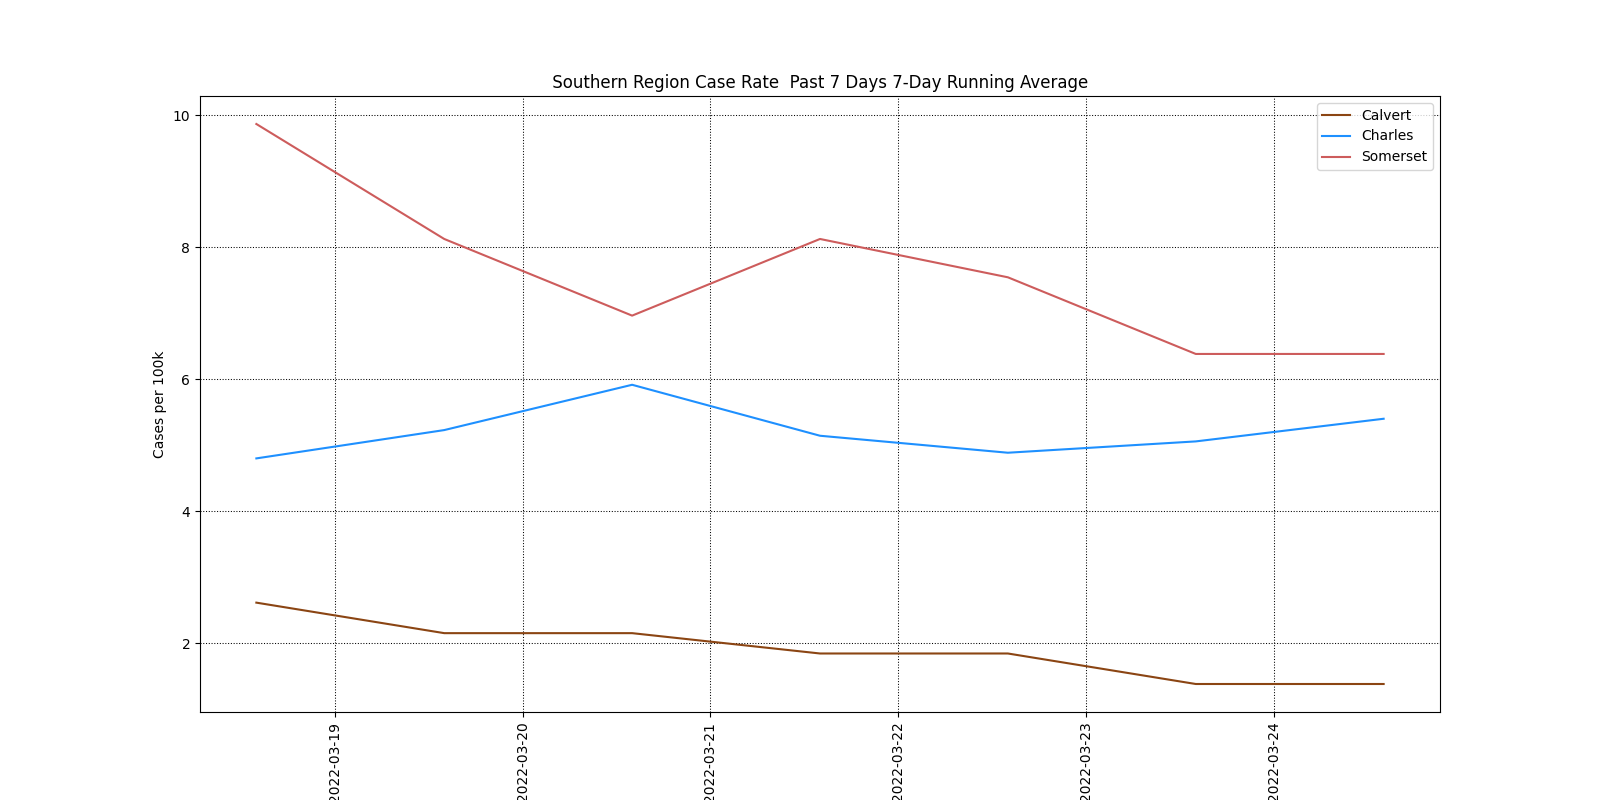 Southern Region Case Rate  Past 7 Days 7-Day Running Average
Calvert
Charles
Somerset
Cases per 100k
10
8
6
4
2
2022-03-19
2022-03-20
2022-03-21
2022-03-22
2022-03-23
2022-03-24